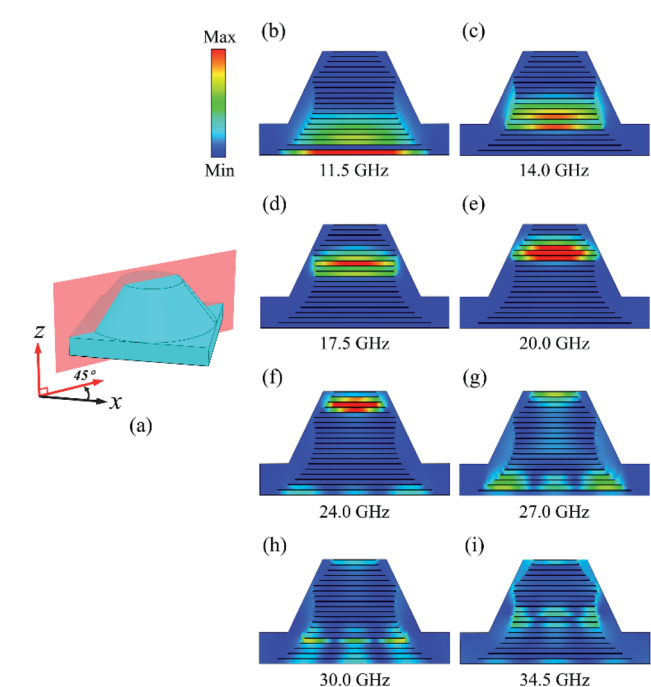 (b)
(c)
Max
Min
11.5 GHz
14.0 GHz
(d)
(e)
17.5 GHz
20.0 GHz
z
45°
x
(a)
(f)
(g)
24.0 GHz
27.0 GHz
(h)
(i)
30.0 GHz
34.5 GHz